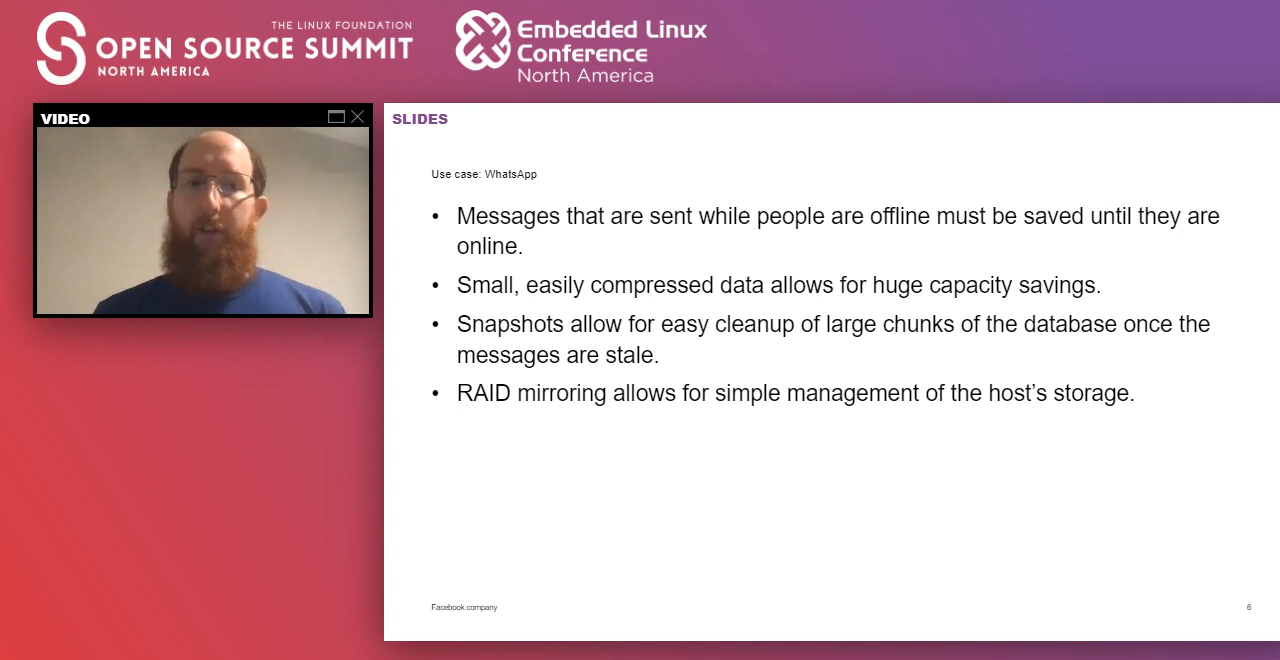 THE LINUX FOUNDATION
OPEN SOURCE SUMMIT
NORTH AMERICA
Embedded Linux
Conference
North America
VIDEO
SLIDES
Use case: WhatsApp
• Messages that are sent while people are offline must be saved until they are
online.
• Small, easily compressed data allows for huge capacity savings.
• Snapshots allow for easy cleanup of large chunks of the database once the
messages are stale.
• RAID mirroring allows for simple management of the host’s storage.
Facebook company
6